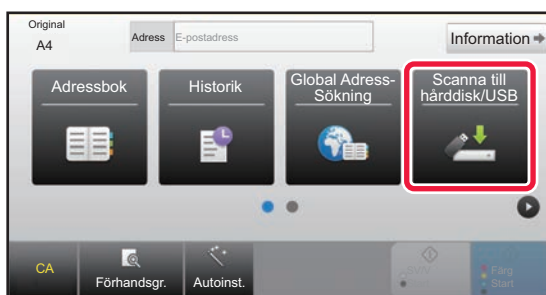 Original
A4
Adress E-postadress
Information
Adressbok
Historik
Global Adress-
Sökning
Scanna till
hårddisk/USB
CA
Förhandsgr.
Autoinst.
Färg
Start